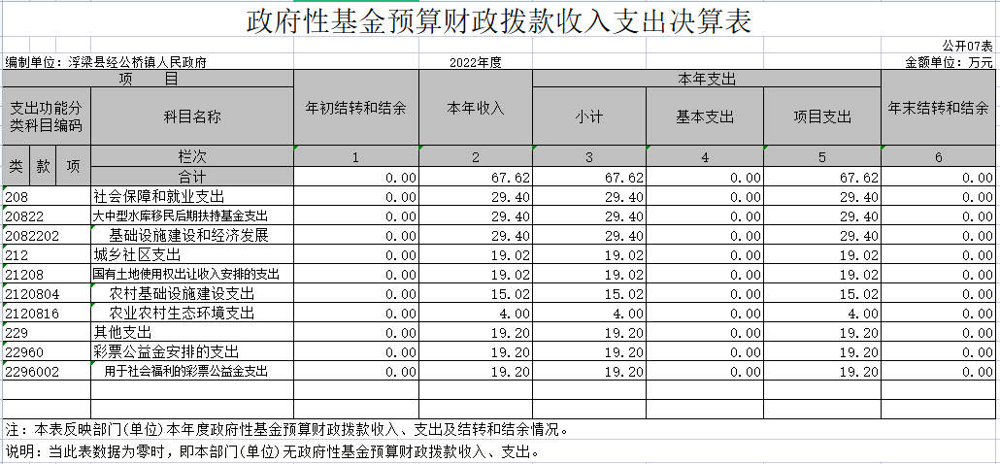 政府性基金预算财政拨款收入支出决算表
公开07表
编制单位：浮梁县经公桥镇人民政府 2022年度 金额单位：万元
项 目 年初结转和结余 本年收入 本年支出 年末结转和结余
支出功能分类科目编码 科目名称 小计 基本支出 项目支出
类 款 项 栏次 1 2 3 4 5 6
合计 0.00 67.62 67.62 0.00 67.62 0.00
208 社会保障和就业支出 0.00 29.40 29.40 0.00 29.40 0.00
20822 大中型水库移民后期扶持基金支出 0.00 29.40 29.40 0.00 29.40 0.00
2082202 基础设施建设和经济发展 0.00 29.40 29.40 0.00 29.40 0.00
212 城乡社区支出 0.00 19.02 19.02 0.00 19.02 0.00
21208 国有土地使用权出让收入安排的支出 0.00 19.02 19.02 0.00 19.02 0.00
2120804 农村基础设施建设支出 0.00 15.02 15.02 0.00 15.02 0.00
2120816 农业农村生态环境支出 0.00 4.00 4.00 0.00 4.00 0.00
229 其他支出 0.00 19.20 19.20 0.00 19.20 0.00
22960 彩票公益金安排的支出 0.00 19.20 19.20 0.00 19.20 0.00
2296002 用于社会福利的彩票公益金支出 0.00 19.20 19.20 0.00 19.20 0.00
注：本表反映部门(单位)本年度政府性基金预算财政拨款收入、支出及结转和结余情况。
说明：当此表数据为零时，即本部门(单位)无政府性基金预算财政拨款收入、支出。